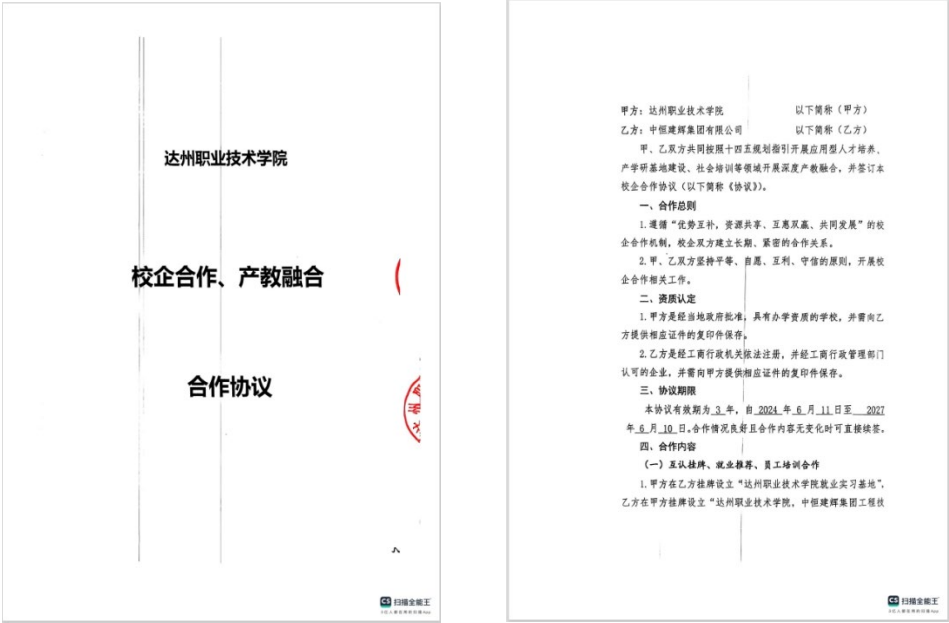 达州职业技术学院
校企合作、产教融合
合作协议
扫描全能王
甲方：达州职业技术学院 以下简称（甲方）
乙方：中恒建辉集团有限公司 以下简称（乙方）
甲、乙双方共同按照十四五规划指引开展应用型人才培养、
产学研基地建设、社会培训等领域开展深度产教融合，并签订本
校企合作协议（以下简称《协议》）。
一、合作总则
1.遵循“优势互补，资源共享、互惠双赢、共同发展”的校
企合作机制，校企双方建立长期、紧密的合作关系。
2.甲、乙双方坚持平等、自愿、互利、守信的原则，开展校
企合作相关工作。
二、资质认定
1.甲方是经当地政府批准，具有办学资质的学校，并需向乙
方提供相应证件的复印件保存。
2.乙方是经工商行政机关依法注册，并经工商行政管理部门
认可的企业，并需向甲方提供相应证件的复印件保存。
三、协议期限
本协议有效期为 3 年，自 2024 年 6 月 11 日至 2027
年 6 月 10 日。合作情况良好且合作内容无变化时可直接续签。
四、合作内容
（一）互认挂牌、就业推荐、员工培训合作
1.甲方在乙方挂牌设立“达州职业技术学院就业实习基地”，
乙方在甲方挂牌设立“达州职业技术学院，中恒建辉集团工程技
扫描全能王